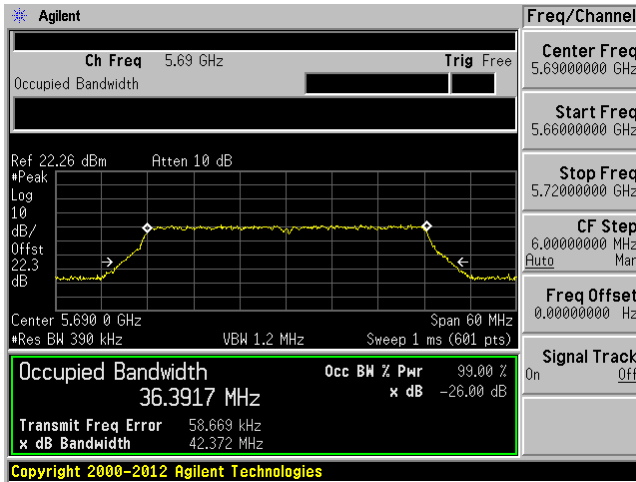 Agilent
Freq/Channel
Ch Freq 5.69 GHz Trig Free
Occupied Bandwidth
Center Freq
5.69000000 GHz
Start Freq
5.66000000 GHz
Stop Freq
5.72000000 GHz
CF Step
6.00000000 MHz
Auto Man
Freq Offset
0.00000000 Hz
Signal Track
On Off
Ref 22.26 dBm Atten 10 dB
#Peak
Log
10
dB/
Offst
22.3
dB
Center 5.690 0 GHz Span 60 MHz
#Res BW 390 kHz VBW 1.2 MHz Sweep 1 ms (601 pts)
Occupied Bandwidth
36.3917 MHz
Occ BW % Pwr 99.00 %
x dB -26.00 dB
Transmit Freq Error 58.669 kHz
x dB Bandwidth 42.372 MHz
Copyright 2000-2012 Agilent Technologies